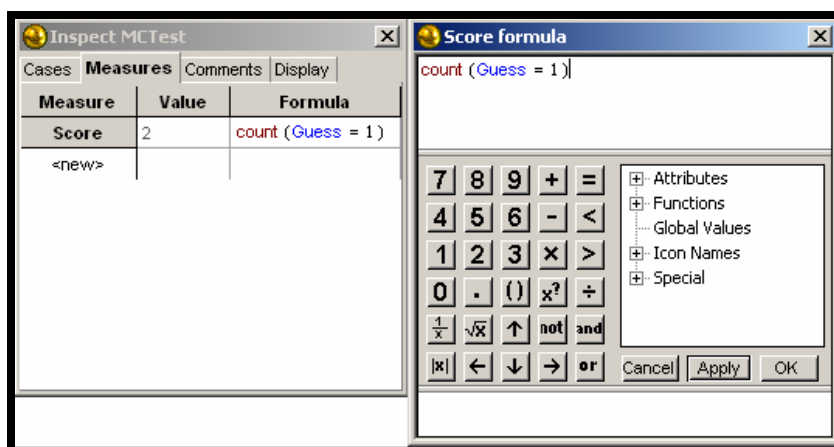 Inspect MCTest
Cases Measures Comments Display
Measure Value Formula
Score 2 count (Guess = 1)
<new>
Score formula
count (Guess = 1)
7 8 9 + =
4 5 6 - <
1 2 3 × >
0 . () x? ÷
1/x √x ↑ not and
|x| ← ↓ → or
Attributes
Functions
Global Values
Icon Names
Special
Cancel Apply OK